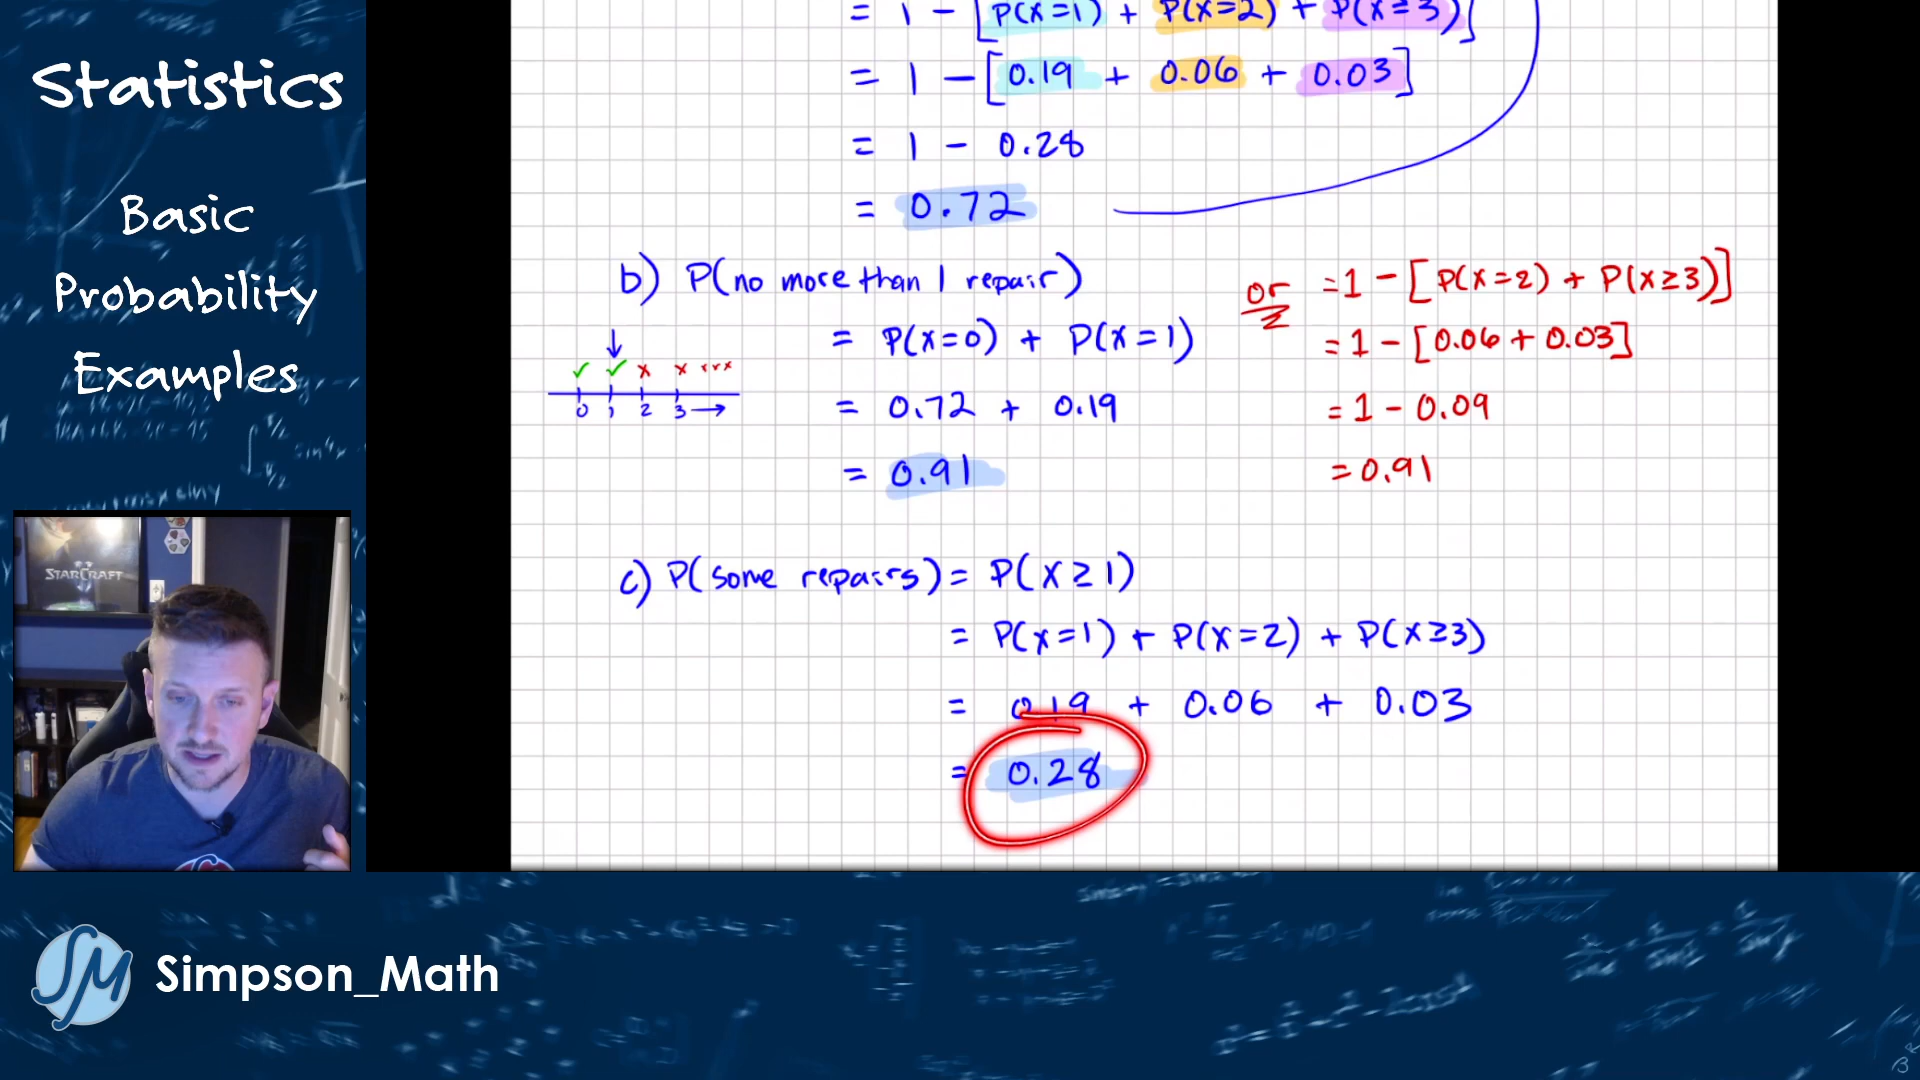 Statistics
Basic
Probability
Examples
= 1 - [P(x=1) + P(x=2) + P(x≥3)]
= 1 - [0.19 + 0.06 + 0.03]
= 1 - 0.28
= 0.72
b) P(no more than 1 repair)
= P(x=0) + P(x=1)
0 1 2 3 →
= 0.72 + 0.19
= 0.91
or = 1 - [P(x=2) + P(x≥3)]
= 1 - [0.06 + 0.03]
= 1 - 0.09
= 0.91
c) P(some repairs) = P(x≥1)
= P(x=1) + P(x=2) + P(x≥3)
= 0.19 + 0.06 + 0.03
= 0.28
STARCRAFT
SM
Simpson_Math